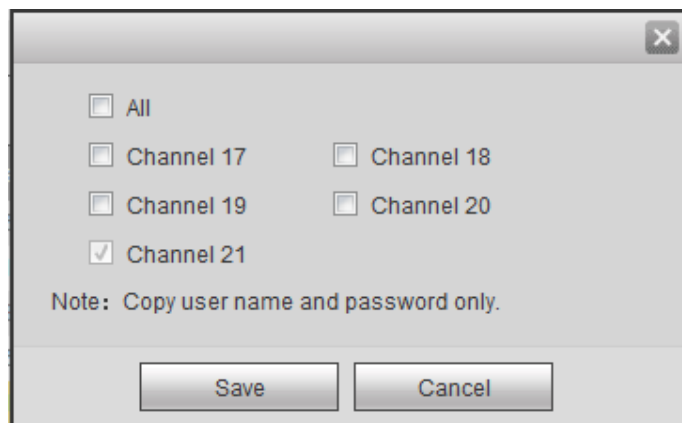 All
Channel 17 Channel 18
Channel 19 Channel 20
Channel 21
Note: Copy user name and password only.
Save Cancel